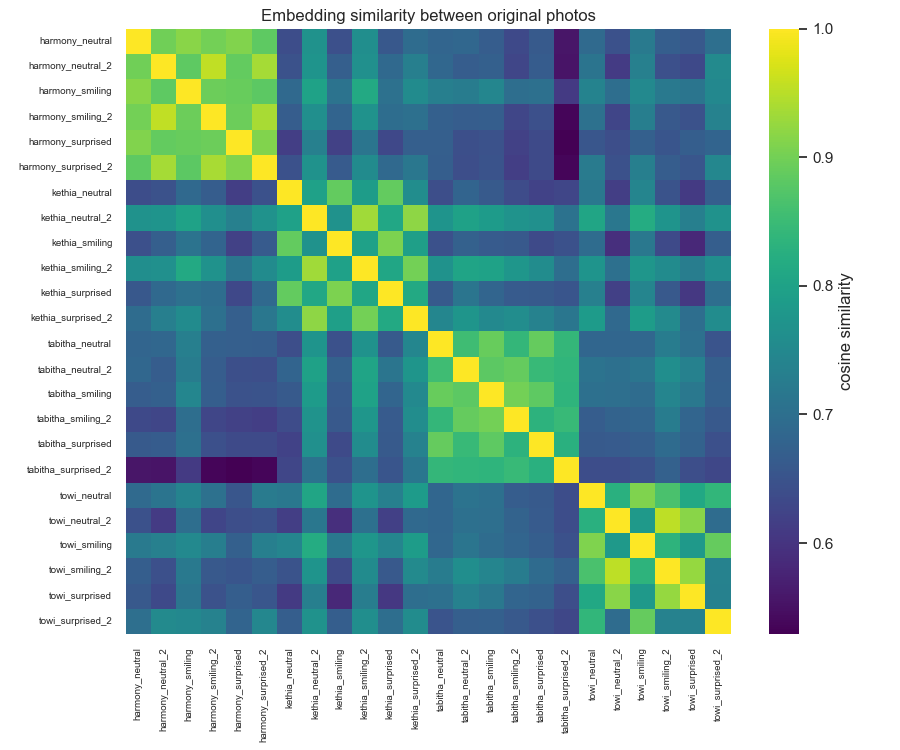 Embedding similarity between original photos
harmony_neutral
harmony_neutral_2
harmony_smiling
harmony_smiling_2
harmony_surprised
harmony_surprised_2
kethia_neutral
kethia_neutral_2
kethia_smiling
kethia_smiling_2
kethia_surprised
kethia_surprised_2
tabitha_neutral
tabitha_neutral_2
tabitha_smiling
tabitha_smiling_2
tabitha_surprised
tabitha_surprised_2
towi_neutral
towi_neutral_2
towi_smiling
towi_smiling_2
towi_surprised
towi_surprised_2
harmony_neutral
harmony_neutral_2
harmony_smiling
harmony_smiling_2
harmony_surprised
harmony_surprised_2
kethia_neutral
kethia_neutral_2
kethia_smiling
kethia_smiling_2
kethia_surprised
kethia_surprised_2
tabitha_neutral
tabitha_neutral_2
tabitha_smiling
tabitha_smiling_2
tabitha_surprised
tabitha_surprised_2
towi_neutral
towi_neutral_2
towi_smiling
towi_smiling_2
towi_surprised
towi_surprised_2
1.0
0.9
0.8
0.7
0.6
cosine similarity